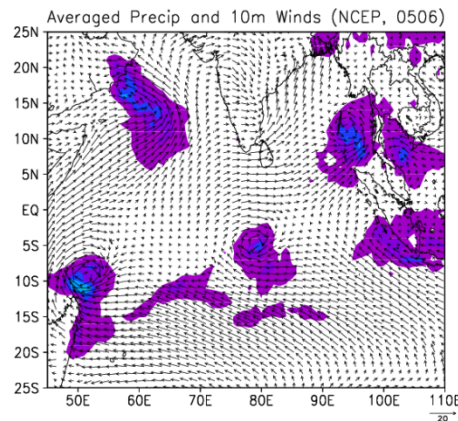 Averaged Precip and 10m Winds (NCEP, 0506)
25N
20N
15N
10N
5N
EQ
5S
10S
15S
20S
25S
50E 60E 70E 80E 90E 100E 110E
20